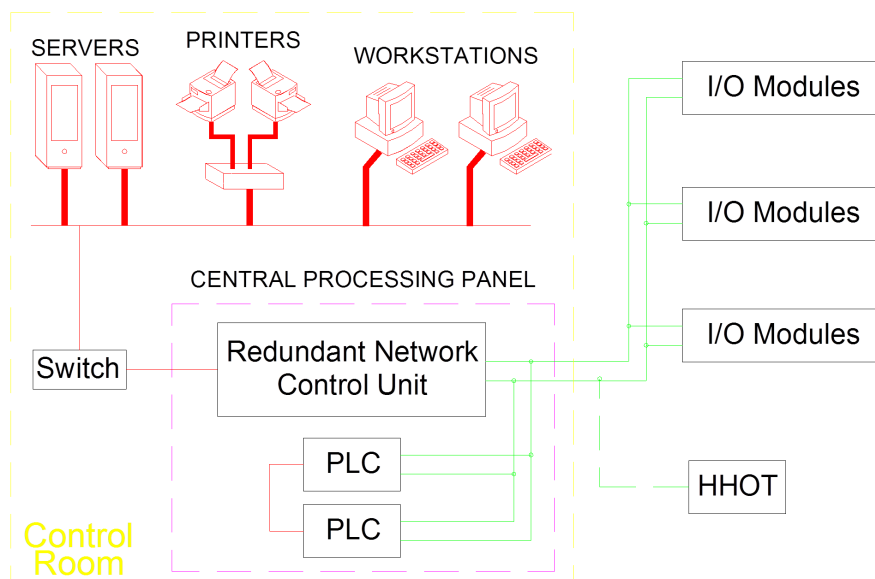 SERVERS
PRINTERS
WORKSTATIONS
I/O Modules
I/O Modules
CENTRAL PROCESSING PANEL
I/O Modules
Switch
Redundant Network
Control Unit
PLC
HHOT
PLC
Control
Room